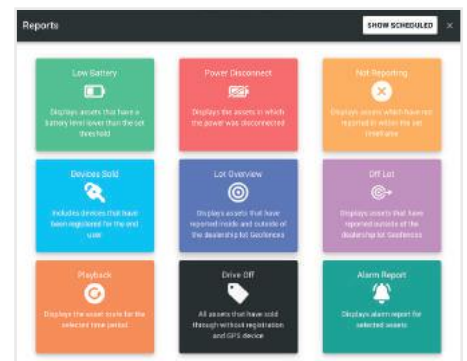 Reports
SHOW SCHEDULED ×
Low Battery
Displays assets that have a
battery level lower than the set
threshold
Power Disconnect
Displays the assets in which
the power was disconnected
Not Reporting
Displays assets which have not
reported in within the set
timeframe
Devices Sold
Includes devices that have
been registered for the end
user
Lot Overview
Displays assets that have
reported inside and outside of
the dealership lot Geofences
Off Lot
Displays assets that have
reported outside of the
dealership lot Geofences
Playback
Displays the asset route for the
selected time period
Drive Off
All assets that have sold
through without registration
and GPS device
Alarm Report
Displays alarm report for
selected assets